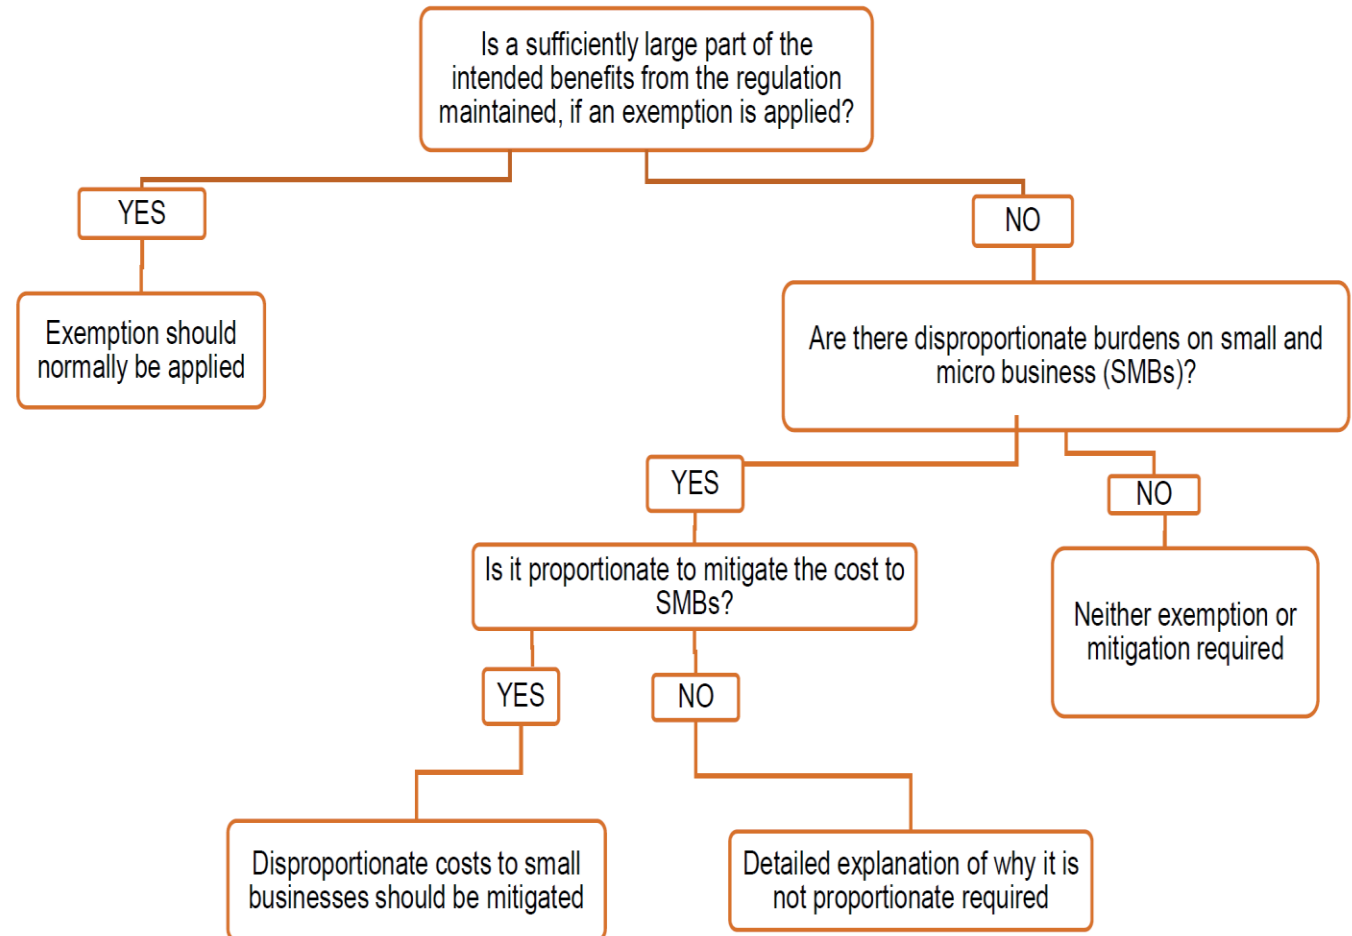 Is a sufficiently large part of the
intended benefits from the regulation
maintained, if an exemption is applied?
YES
NO
Exemption should
normally be applied
Are there disproportionate burdens on small and
micro business (SMBs)?
YES
NO
Is it proportionate to mitigate the cost to
SMBs?
Neither exemption or
mitigation required
YES
NO
Disproportionate costs to small
businesses should be mitigated
Detailed explanation of why it is
not proportionate required